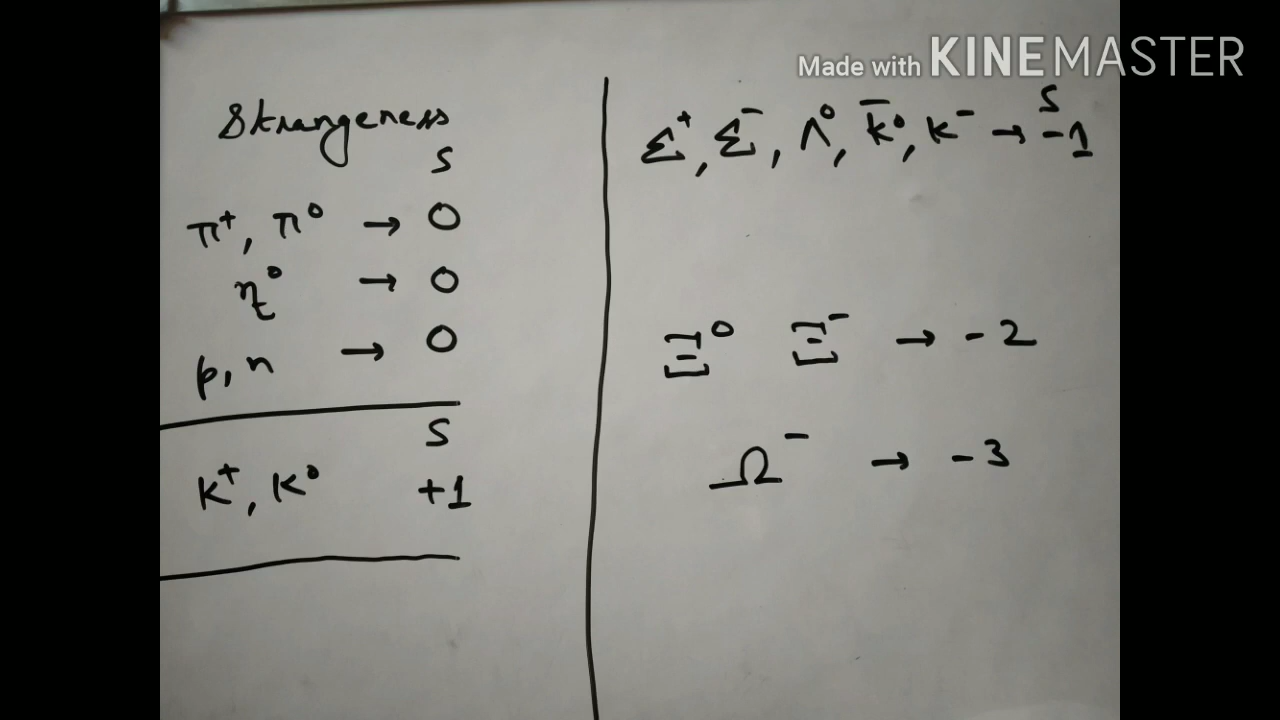 Made with KINEMASTER
Strangeness
S
π⁺, π⁰ → 0
η⁰ → 0
p, n → 0
S
K⁺, K⁰ +1
S
Σ⁺, Σ⁻, Λ⁰, K̅⁰, K⁻ → -1
Ξ⁰ Ξ⁻ → -2
Ω⁻ → -3